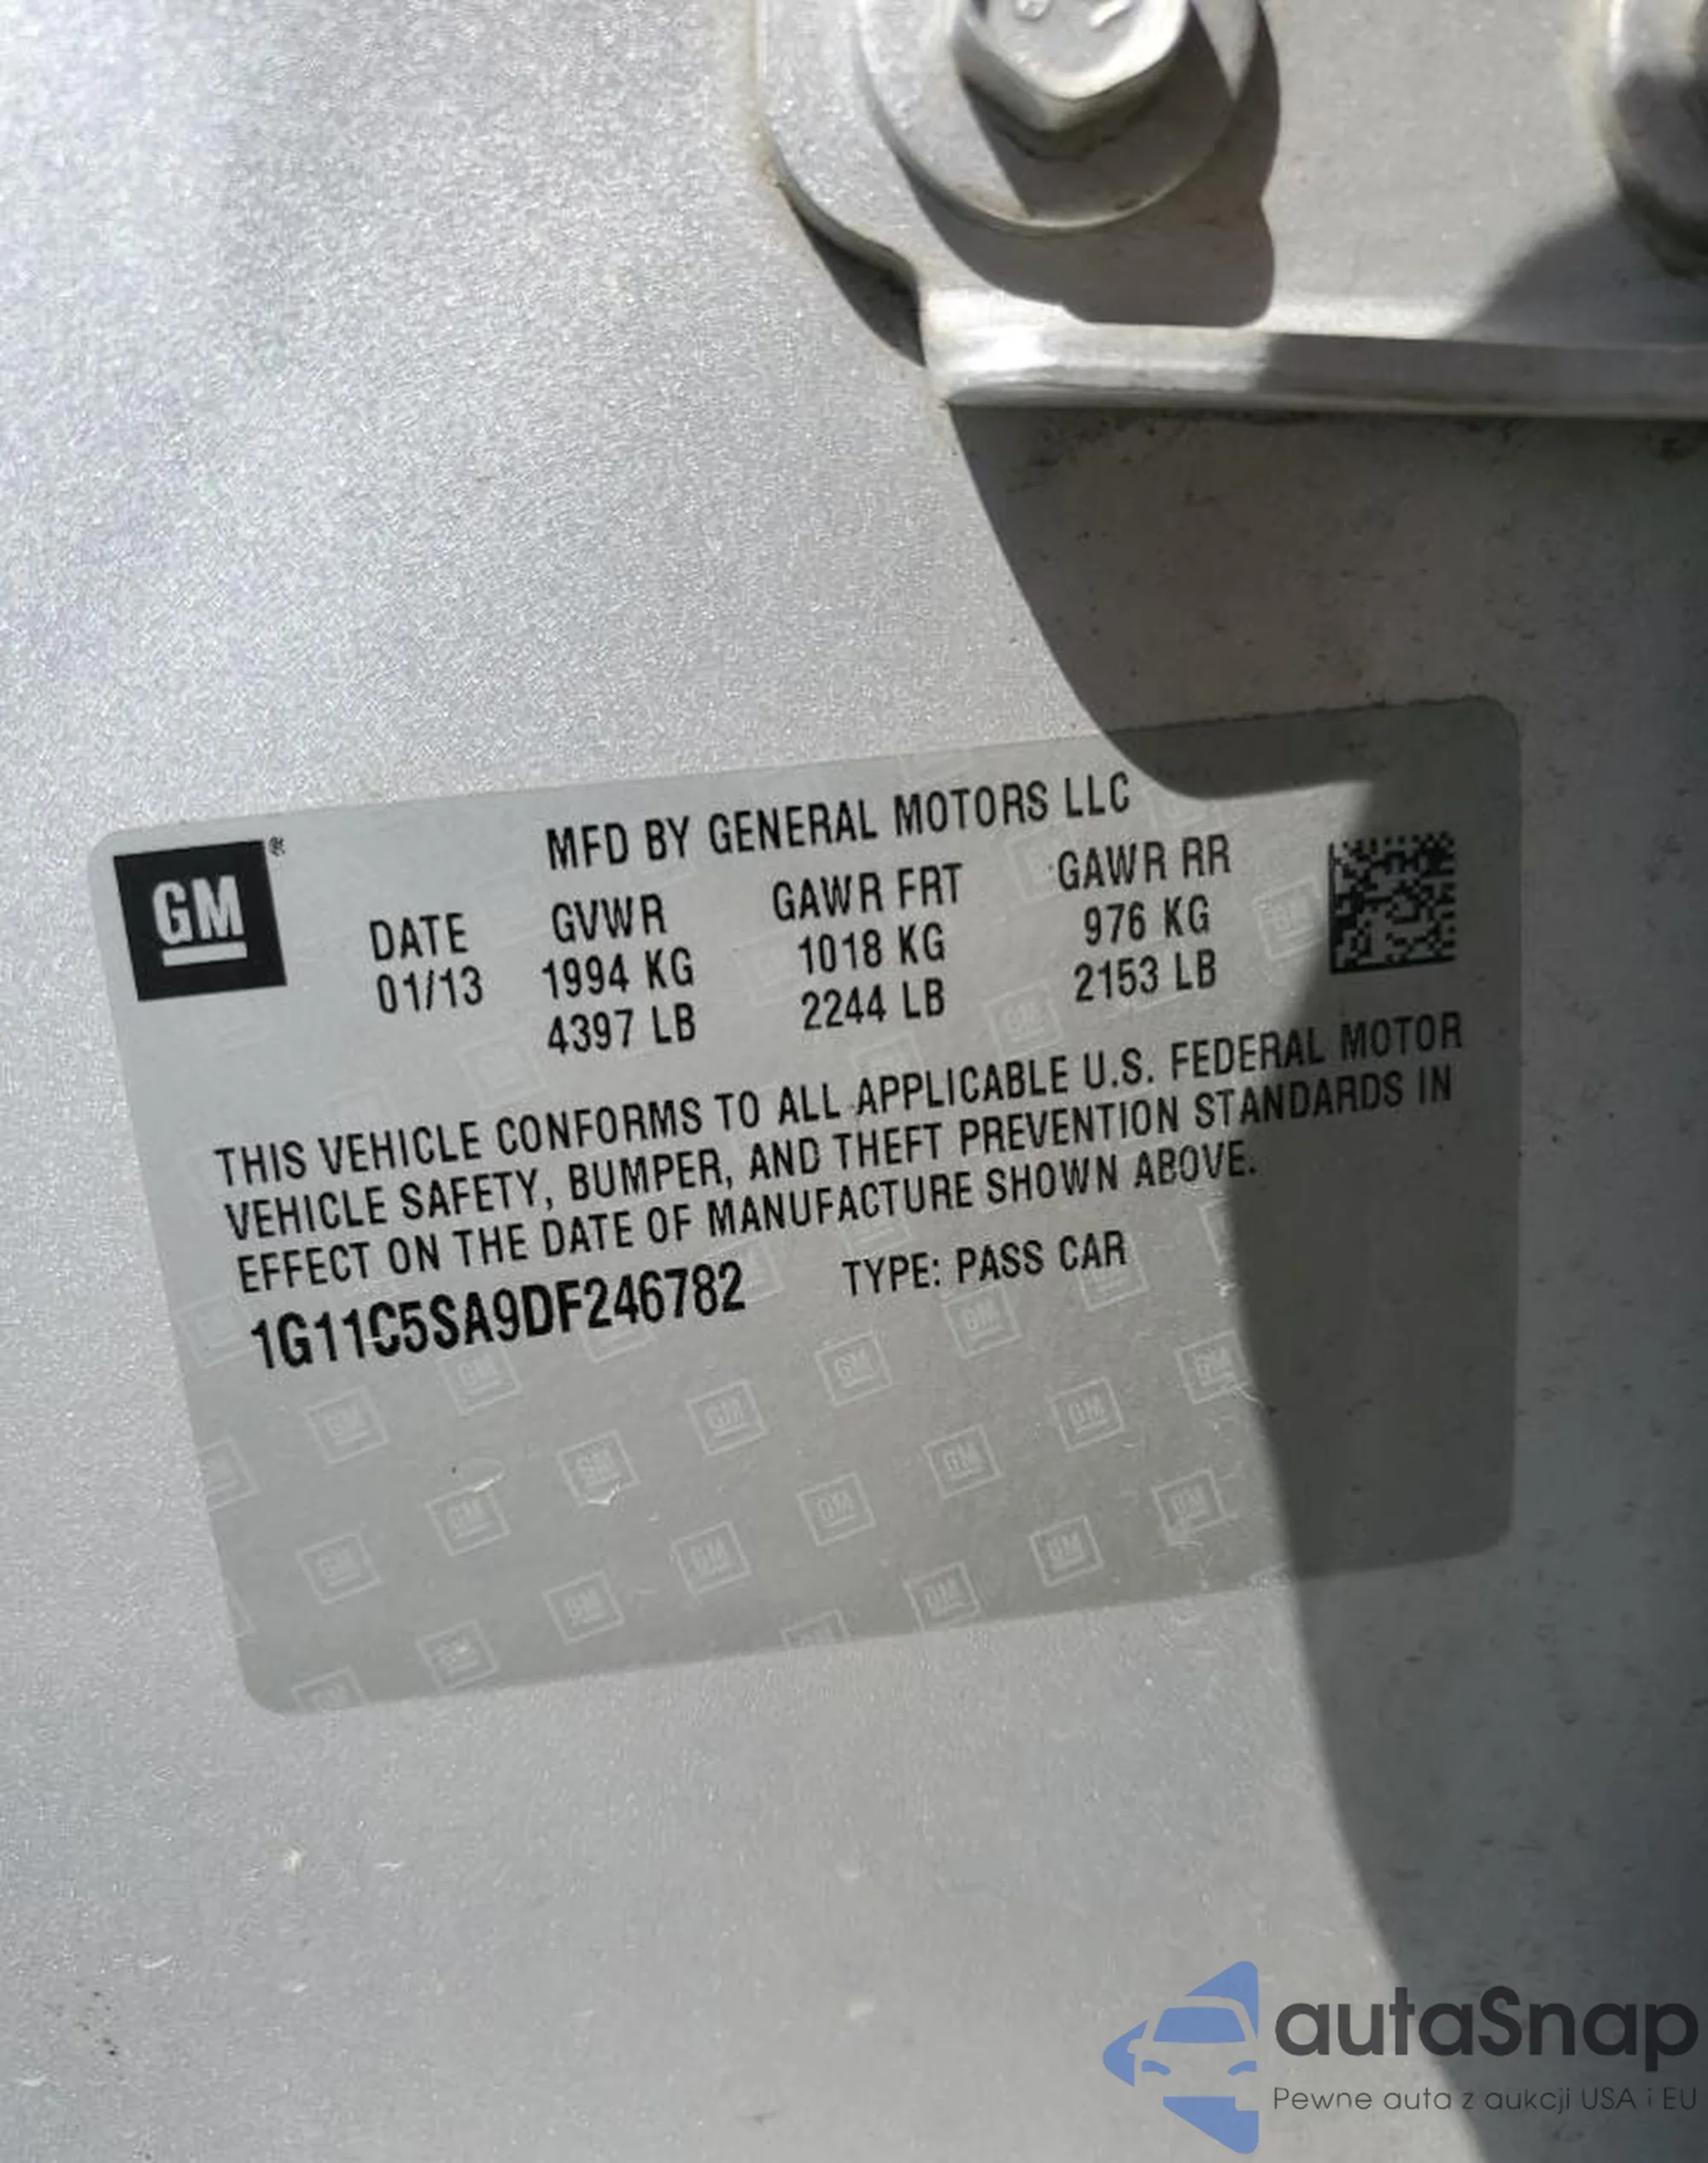 MFD BY GENERAL MOTORS LLC
GM®
DATE GVWR GAWR FRT GAWR RR
01/13 1994 KG 1018 KG 976 KG
4397 LB 2244 LB 2153 LB
THIS VEHICLE CONFORMS TO ALL APPLICABLE U.S. FEDERAL MOTOR
VEHICLE SAFETY, BUMPER, AND THEFT PREVENTION STANDARDS IN
EFFECT ON THE DATE OF MANUFACTURE SHOWN ABOVE.
1G11C5SA9DF246782 TYPE: PASS CAR
autaSnap
Pewne auta z aukcji USA i EU